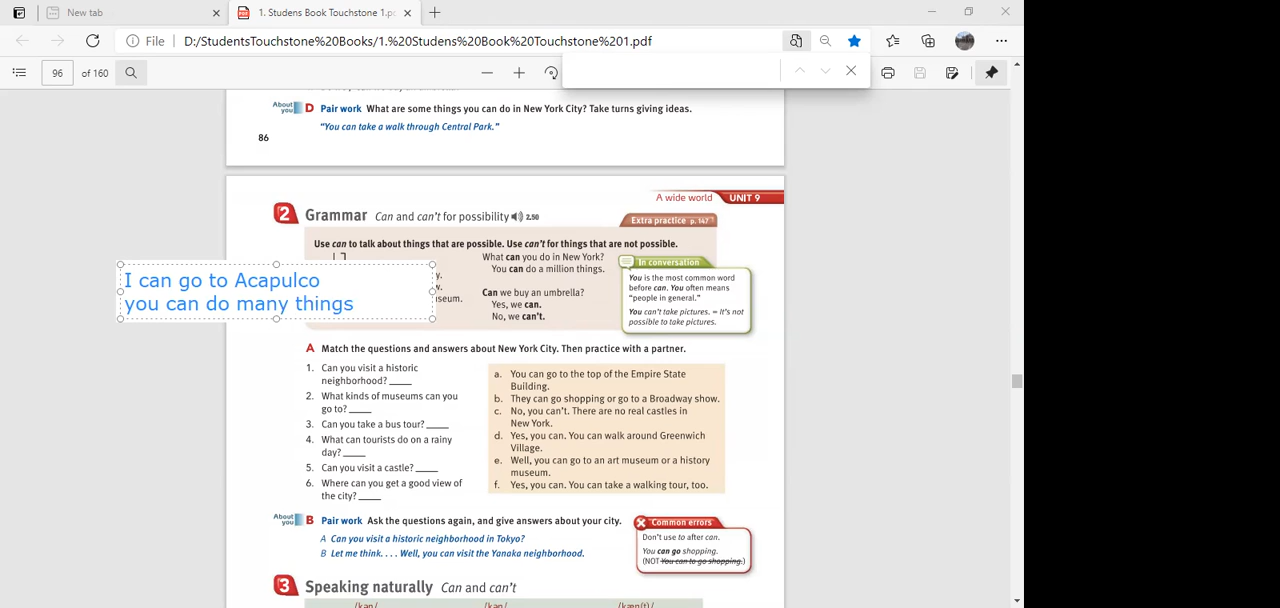 New tab
1. Studens Book Touchstone 1.pc
File
D:/StudentsTouchstone%20Books/1.%20Studens%20Book%20Touchstone%201.pdf
96 of 160
About you D Pair work What are some things you can do in New York City? Take turns giving ideas.
"You can take a walk through Central Park."
86
A wide world UNIT 9
2 Grammar Can and can't for possibility 2.50
Extra practice p. 147
Use can to talk about things that are possible. Use can't for things that are not possible.
I can go to Acapulco
you can do many things
y.
w.
seum.
What can you do in New York?
You can do a million things.
Can we buy an umbrella?
Yes, we can.
No, we can't.
In conversation
You is the most common word
before can. You often means
"people in general."
You can't take pictures. = It's not
possible to take pictures.
A Match the questions and answers about New York City. Then practice with a partner.
1. Can you visit a historic
neighborhood? ____
2. What kinds of museums can you
go to? ____
3. Can you take a bus tour? ____
4. What can tourists do on a rainy
day? ____
5. Can you visit a castle? ____
6. Where can you get a good view of
the city? ____
a. You can go to the top of the Empire State
Building.
b. They can go shopping or go to a Broadway show.
c. No, you can't. There are no real castles in
New York.
d. Yes, you can. You can walk around Greenwich
Village.
e. Well, you can go to an art museum or a history
museum.
f. Yes, you can. You can take a walking tour, too.
About you B Pair work Ask the questions again, and give answers about your city.
A Can you visit a historic neighborhood in Tokyo?
B Let me think. . . . Well, you can visit the Yanaka neighborhood.
Common errors
Don't use to after can.
You can go shopping.
(NOT You can to go shopping.)
3 Speaking naturally Can and can't
/kən/ /kən/ /kæn(t)/